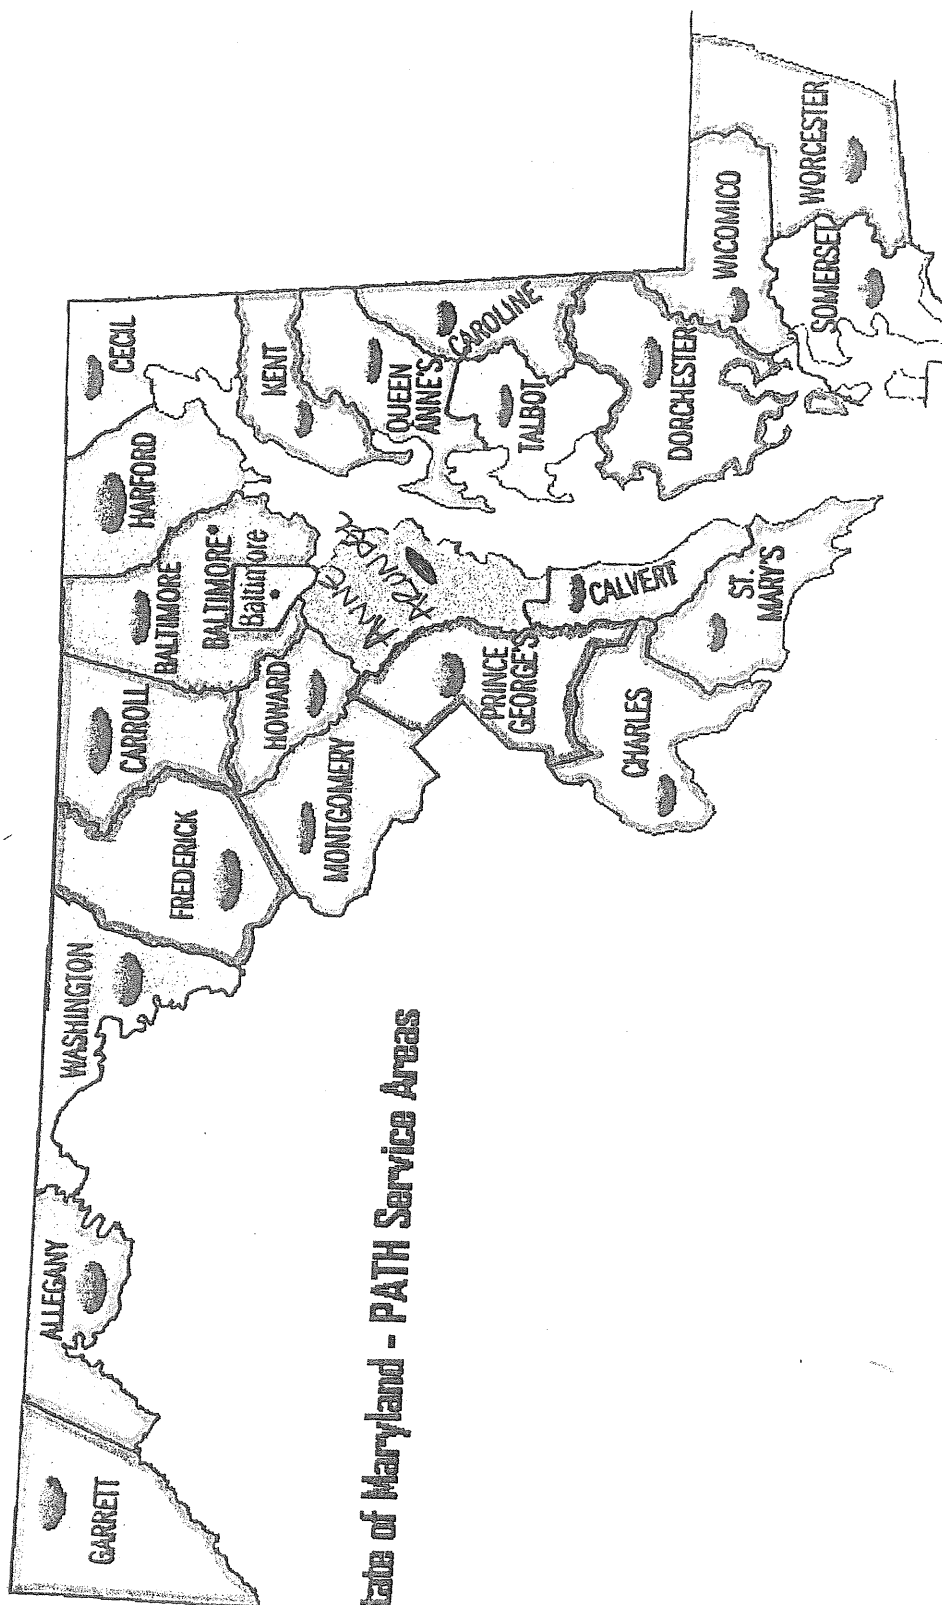 GARRETT
ALLEGANY
WASHINGTON
FREDERICK
CARROLL
BALTIMORE
BALTIMORE*
Baltimore
HARFORD
CECIL
HOWARD
MONTGOMERY
ANNE
ARUNDEL
KENT
QUEEN
ANNE'S
CAROLINE
TALBOT
PRINCE
GEORGE'S
CALVERT
CHARLES
ST.
MARY'S
DORCHESTER
WICOMICO
SOMERSET
WORCESTER
tate of Maryland - PATH Service Areas